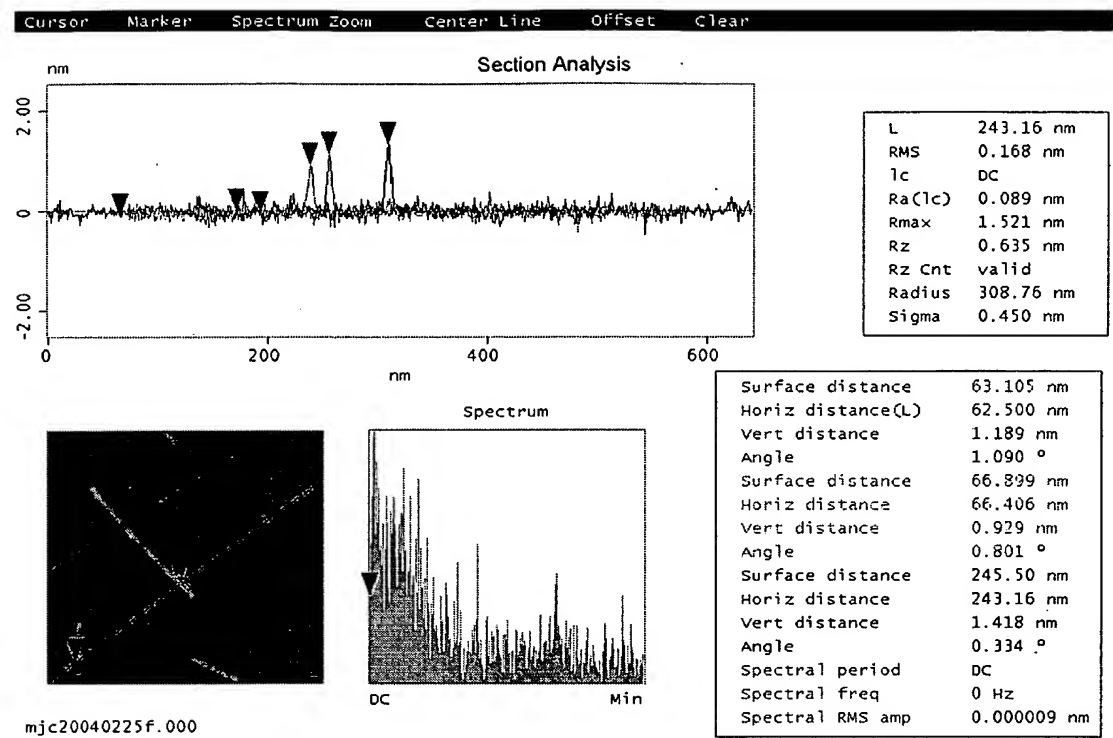 Cursor Marker Spectrum Zoom Center Line Offset Clear
Section Analysis
nm
2.00
0
-2.00
0 200 400 600
nm
L 243.16 nm
RMS 0.168 nm
lc DC
Ra(lc) 0.089 nm
Rmax 1.521 nm
Rz 0.635 nm
Rz Cnt valid
Radius 308.76 nm
Sigma 0.450 nm
Spectrum
DC Min
Surface distance 63.105 nm
Horiz distance(L) 62.500 nm
Vert distance 1.189 nm
Angle 1.090 °
Surface distance 66.899 nm
Horiz distance 66.406 nm
Vert distance 0.929 nm
Angle 0.801 °
Surface distance 245.50 nm
Horiz distance 243.16 nm
Vert distance 1.418 nm
Angle 0.334 °
Spectral period DC
Spectral freq 0 Hz
Spectral RMS amp 0.000009 nm
mjc20040225f.000